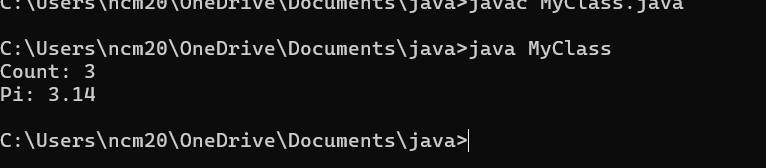 C:\Users\ncm20\OneDrive\Documents\java>javac MyClass.java
C:\Users\ncm20\OneDrive\Documents\java>java MyClass
Count: 3
Pi: 3.14
C:\Users\ncm20\OneDrive\Documents\java>